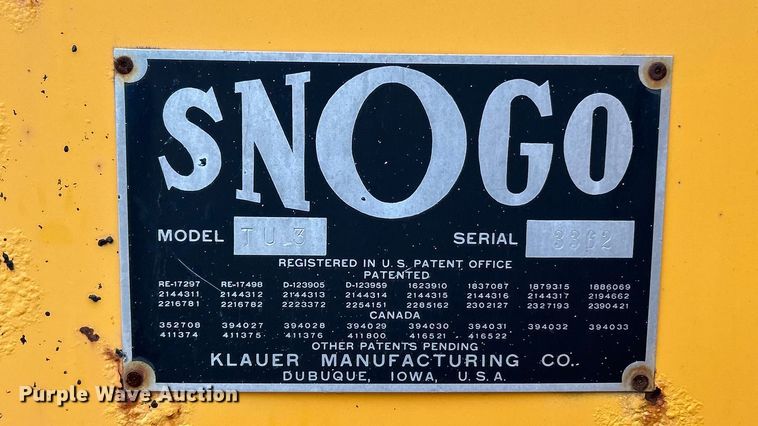 SNOGO
MODEL TU 3 SERIAL 3362
REGISTERED IN U.S. PATENT OFFICE
PATENTED
RE-17297 RE-17498 D-123905 D-123959 1623910 1837087 1879315 1886069
2144311 2144312 2144313 2144314 2144315 2144316 2144317 2194662
2216781 2216782 2223372 2254151 2285162 2302127 2327193 2390421
CANADA
352708 394027 394028 394029 394030 394031 394032 394033
411374 411375 411376 411800 416521 416522
OTHER PATENTS PENDING
KLAUER MANUFACTURING CO.
DUBUQUE, IOWA, U.S.A.
Purple Wave Auction